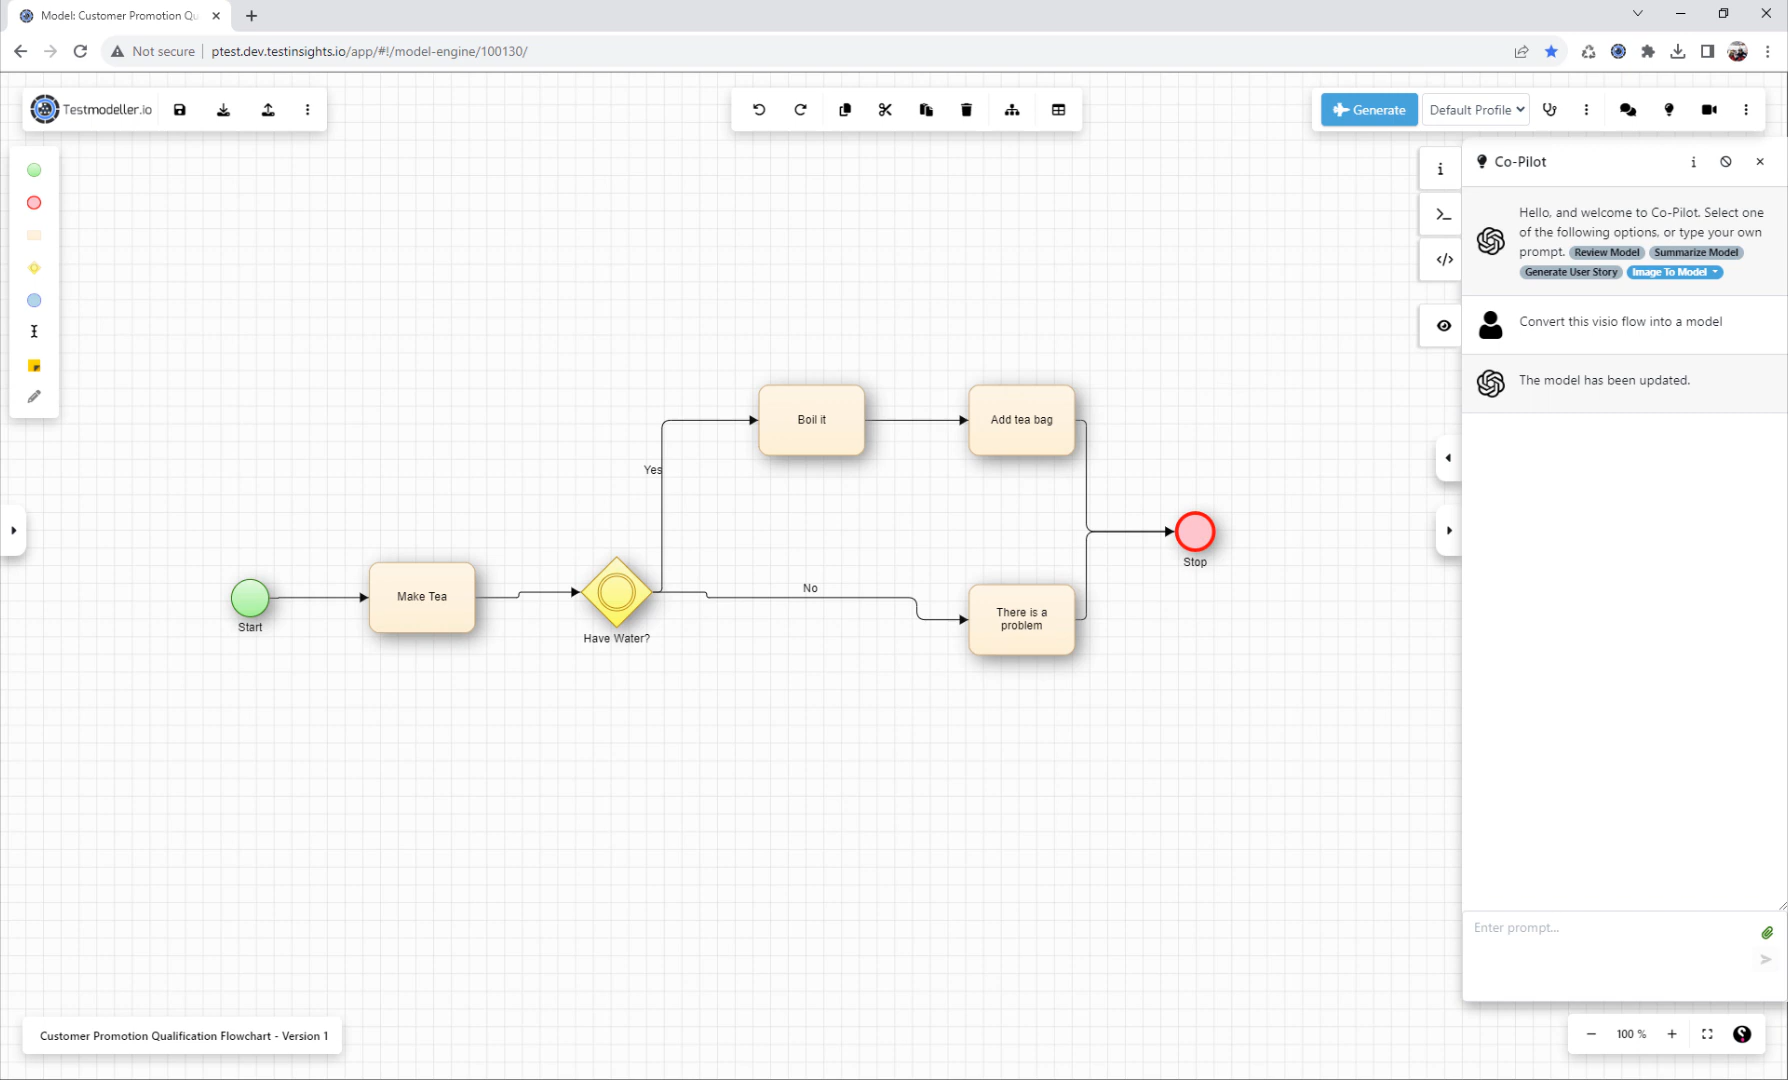 Model: Customer Promotion Qu
Not secure
ptest.dev.testinsights.io/app/#!/model-engine/100130/
Testmodeller.io
Generate
Default Profile
Co-Pilot
Hello, and welcome to Co-Pilot. Select one
of the following options, or type your own
prompt. Review Model Summarize Model
Generate User Story Image To Model
Convert this visio flow into a model
The model has been updated.
Boil it
Add tea bag
Yes
Stop
No
Make Tea
Start
Have Water?
There is a
problem
Enter prompt...
Customer Promotion Qualification Flowchart - Version 1
100 %